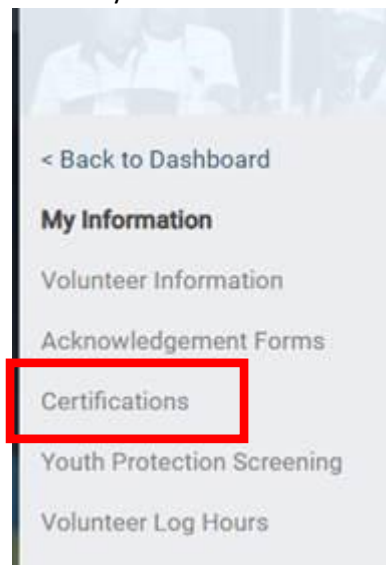 < Back to Dashboard
My Information
Volunteer Information
Acknowledgement Forms
Certifications
Youth Protection Screening
Volunteer Log Hours